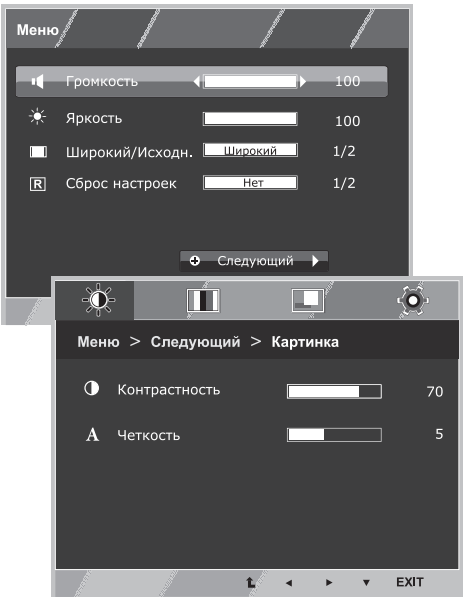 Меню
Громкость 100
Яркость 100
Широкий/Исходн. Широкий 1/2
R Сброс настроек Нет 1/2
Следующий
Меню > Следующий > Картинка
Контрастность 70
A Четкость 5
EXIT